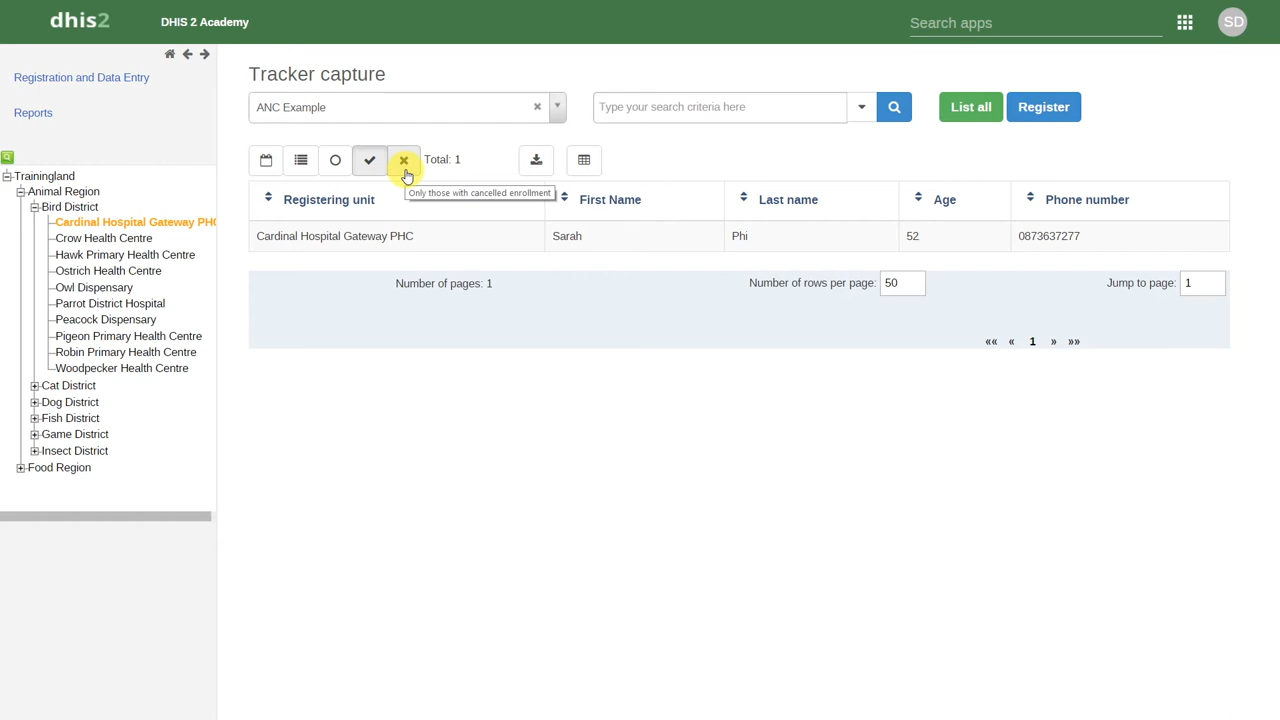 dhis2
DHIS 2 Academy
Search apps
SD
Registration and Data Entry
Reports
Trainingland
Animal Region
Bird District
Cardinal Hospital Gateway PHC
Crow Health Centre
Hawk Primary Health Centre
Ostrich Health Centre
Owl Dispensary
Parrot District Hospital
Peacock Dispensary
Pigeon Primary Health Centre
Robin Primary Health Centre
Woodpecker Health Centre
Cat District
Dog District
Fish District
Game District
Insect District
Food Region
Tracker capture
ANC Example
Type your search criteria here
List all
Register
Total: 1
Only those with cancelled enrollment
Registering unit First Name Last name Age Phone number
Cardinal Hospital Gateway PHC Sarah Phi 52 0873637277
Number of pages: 1 Number of rows per page: 50 Jump to page: 1
«« « 1 » »»